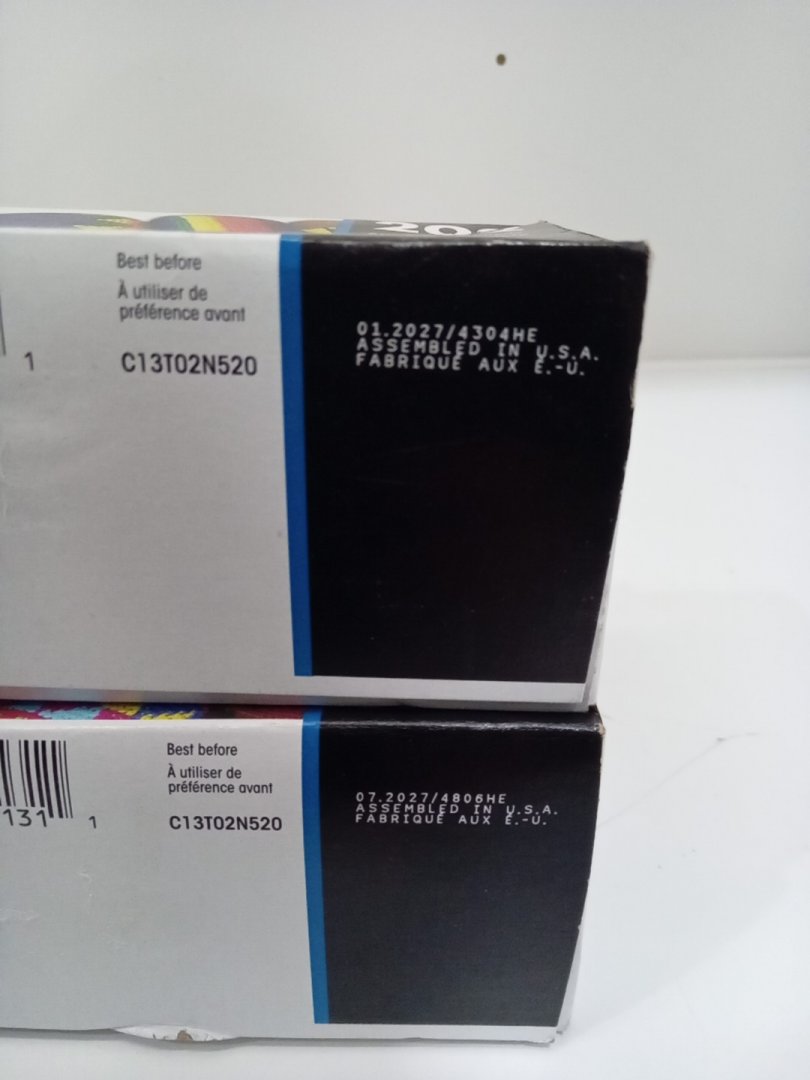 Best before
À utiliser de
préférence avant
1
C13T02N520
01.2027/4304HE
ASSEMBLED IN U.S.A.
FABRIQUÉ AUX É.-U.
Best before
À utiliser de
préférence avant
131
1
C13T02N520
07.2027/4806HE
ASSEMBLED IN U.S.A.
FABRIQUÉ AUX É.-U.